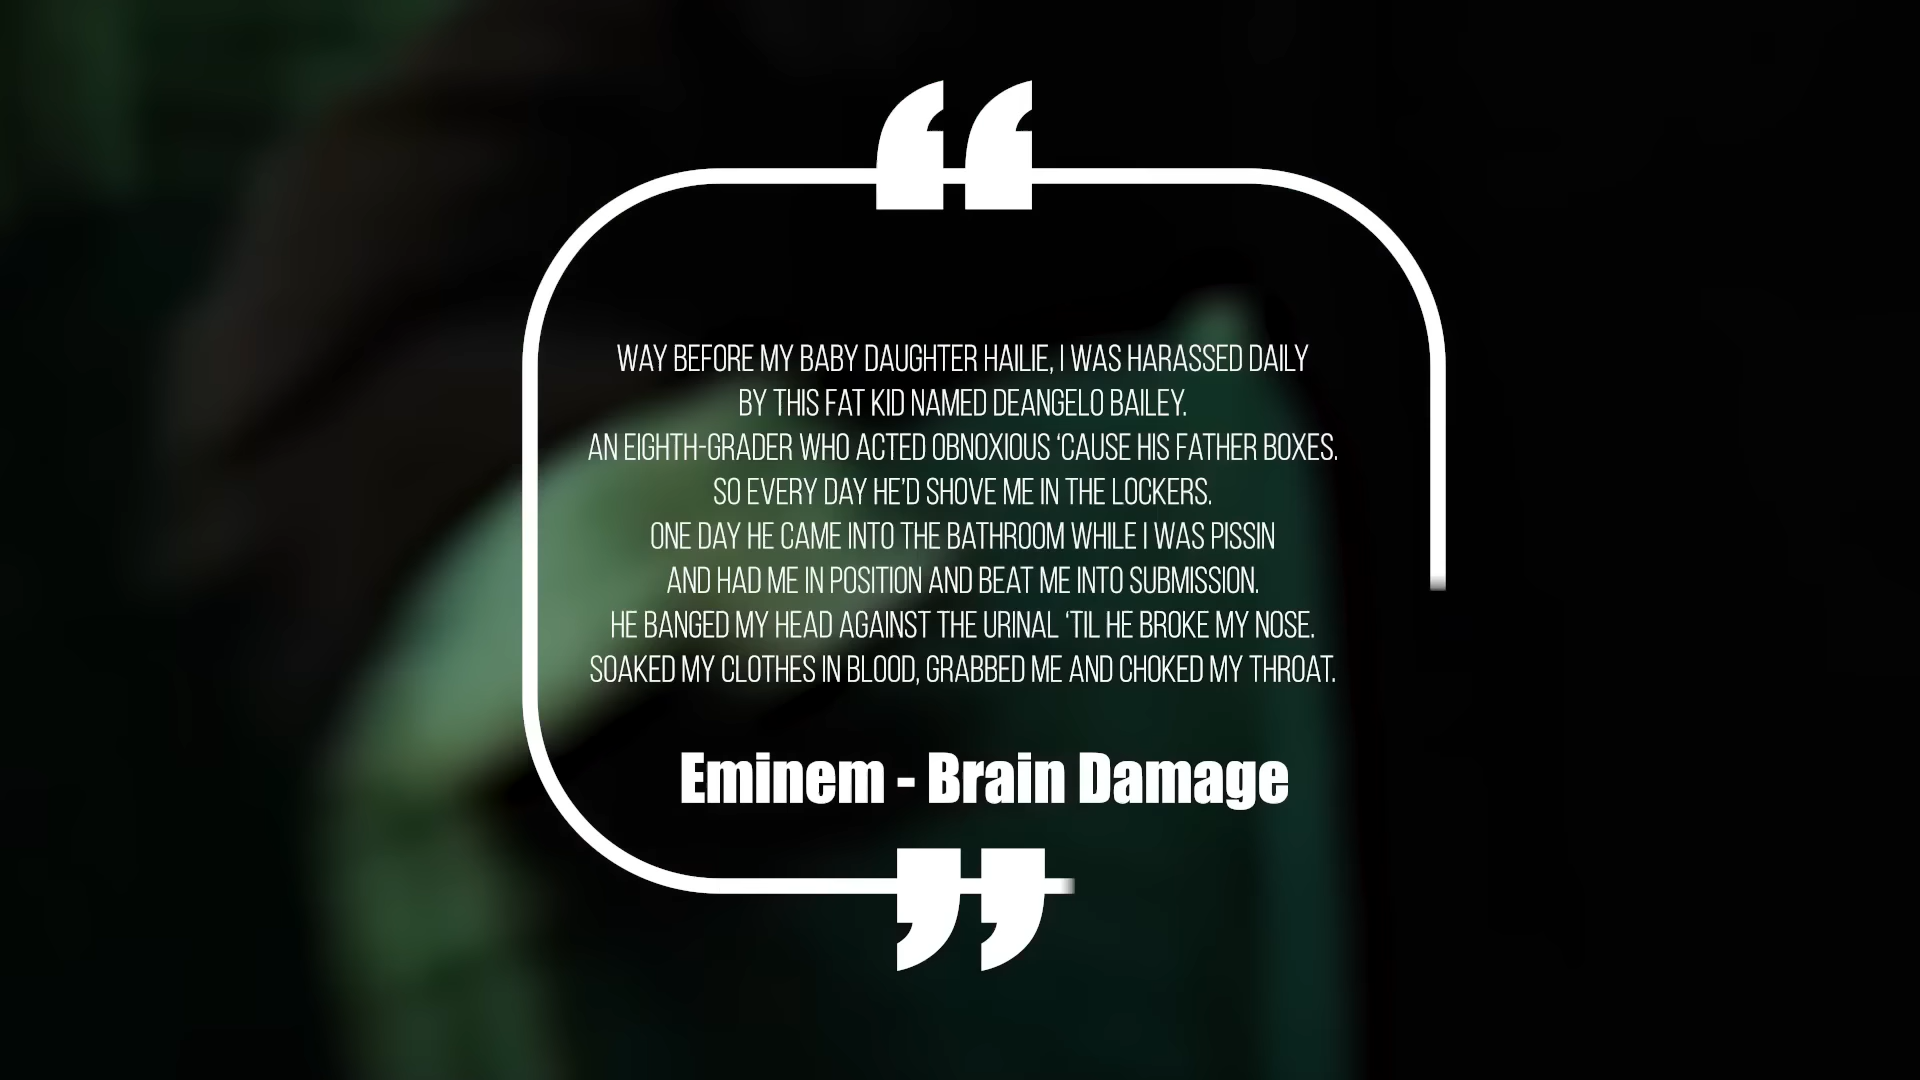 “
WAY BEFORE MY BABY DAUGHTER HAILIE, I WAS HARASSED DAILY
BY THIS FAT KID NAMED DEANGELO BAILEY.
AN EIGHTH-GRADER WHO ACTED OBNOXIOUS ‘CAUSE HIS FATHER BOXES.
SO EVERY DAY HE’D SHOVE ME IN THE LOCKERS.
ONE DAY HE CAME INTO THE BATHROOM WHILE I WAS PISSIN
AND HAD ME IN POSITION AND BEAT ME INTO SUBMISSION.
HE BANGED MY HEAD AGAINST THE URINAL ‘TIL HE BROKE MY NOSE.
SOAKED MY CLOTHES IN BLOOD, GRABBED ME AND CHOKED MY THROAT.
Eminem - Brain Damage
”